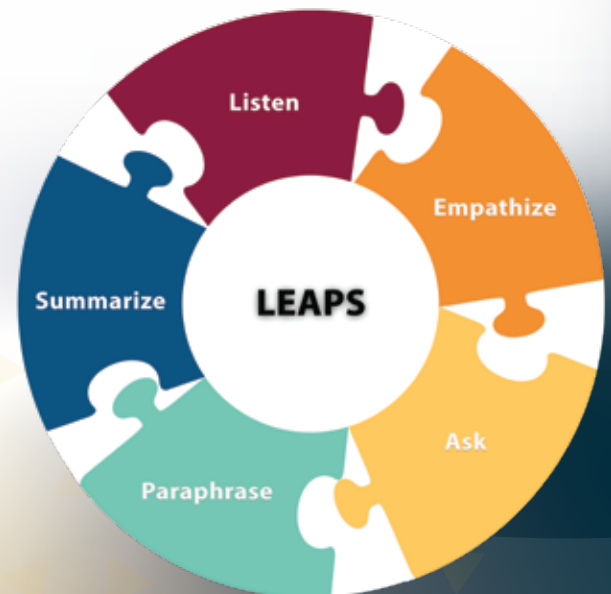 Listen
Empathize
Summarize
LEAPS
Ask
Paraphrase